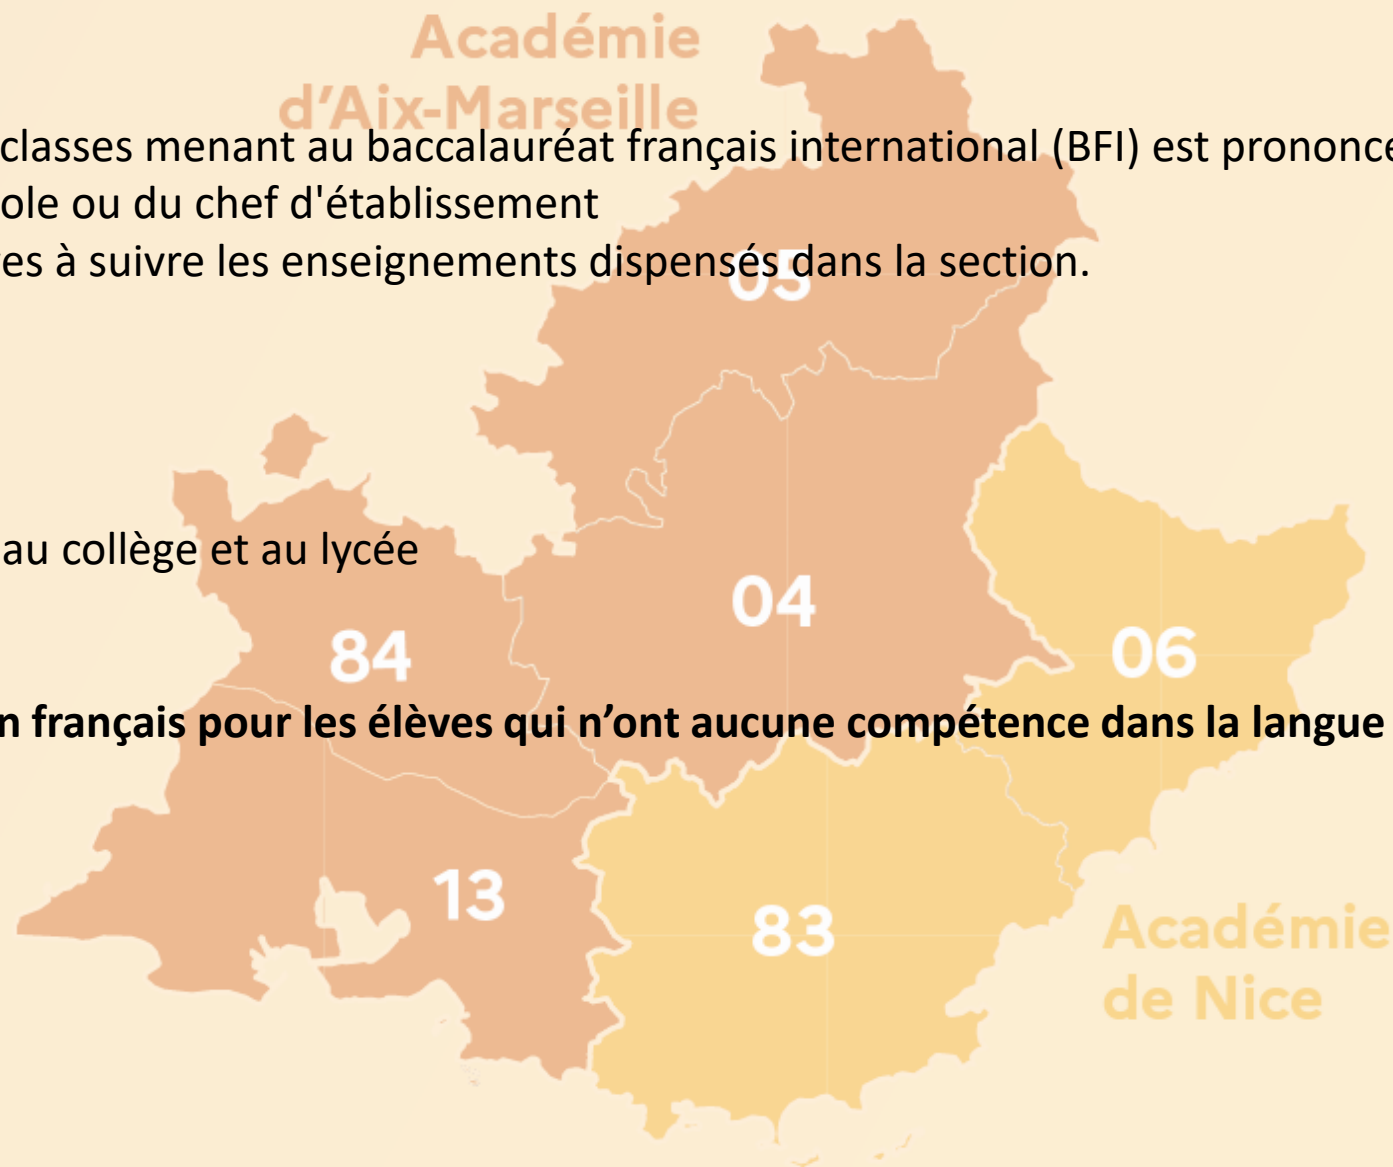 Académie
d'Aix-Marseille
classes menant au baccalauréat français international (BFI) est prononcé
ole ou du chef d'établissement
es à suivre les enseignements dispensés dans la section.
05
au collège et au lycée
04
84
06
n français pour les élèves qui n’ont aucune compétence dans la langue
13
83
Académie
de Nice